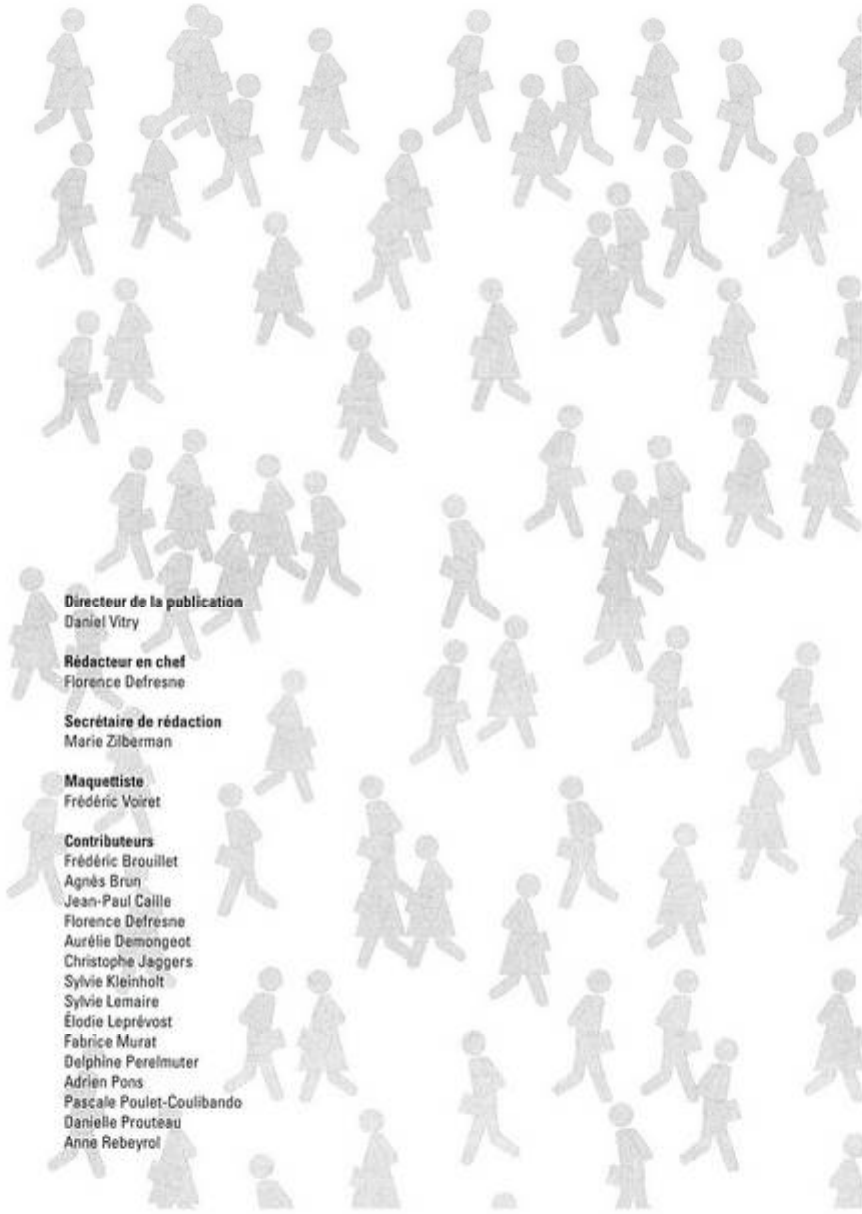 Directeur de la publication
Daniel Vitry
Rédacteur en chef
Florence Defresne
Secrétaire de rédaction
Marie Zilberman
Maquettiste
Frédéric Voiret
Contributeurs
Frédéric Brouillet
Agnès Brun
Jean-Paul Caille
Florence Defresne
Aurélie Demongeot
Christophe Jaggers
Sylvie Kleinholt
Sylvie Lemaire
Élodie Leprévost
Fabrice Murat
Delphine Perelmuter
Adrien Pons
Pascale Poulet-Coulibando
Danielle Prouteau
Anne Rebeyrol